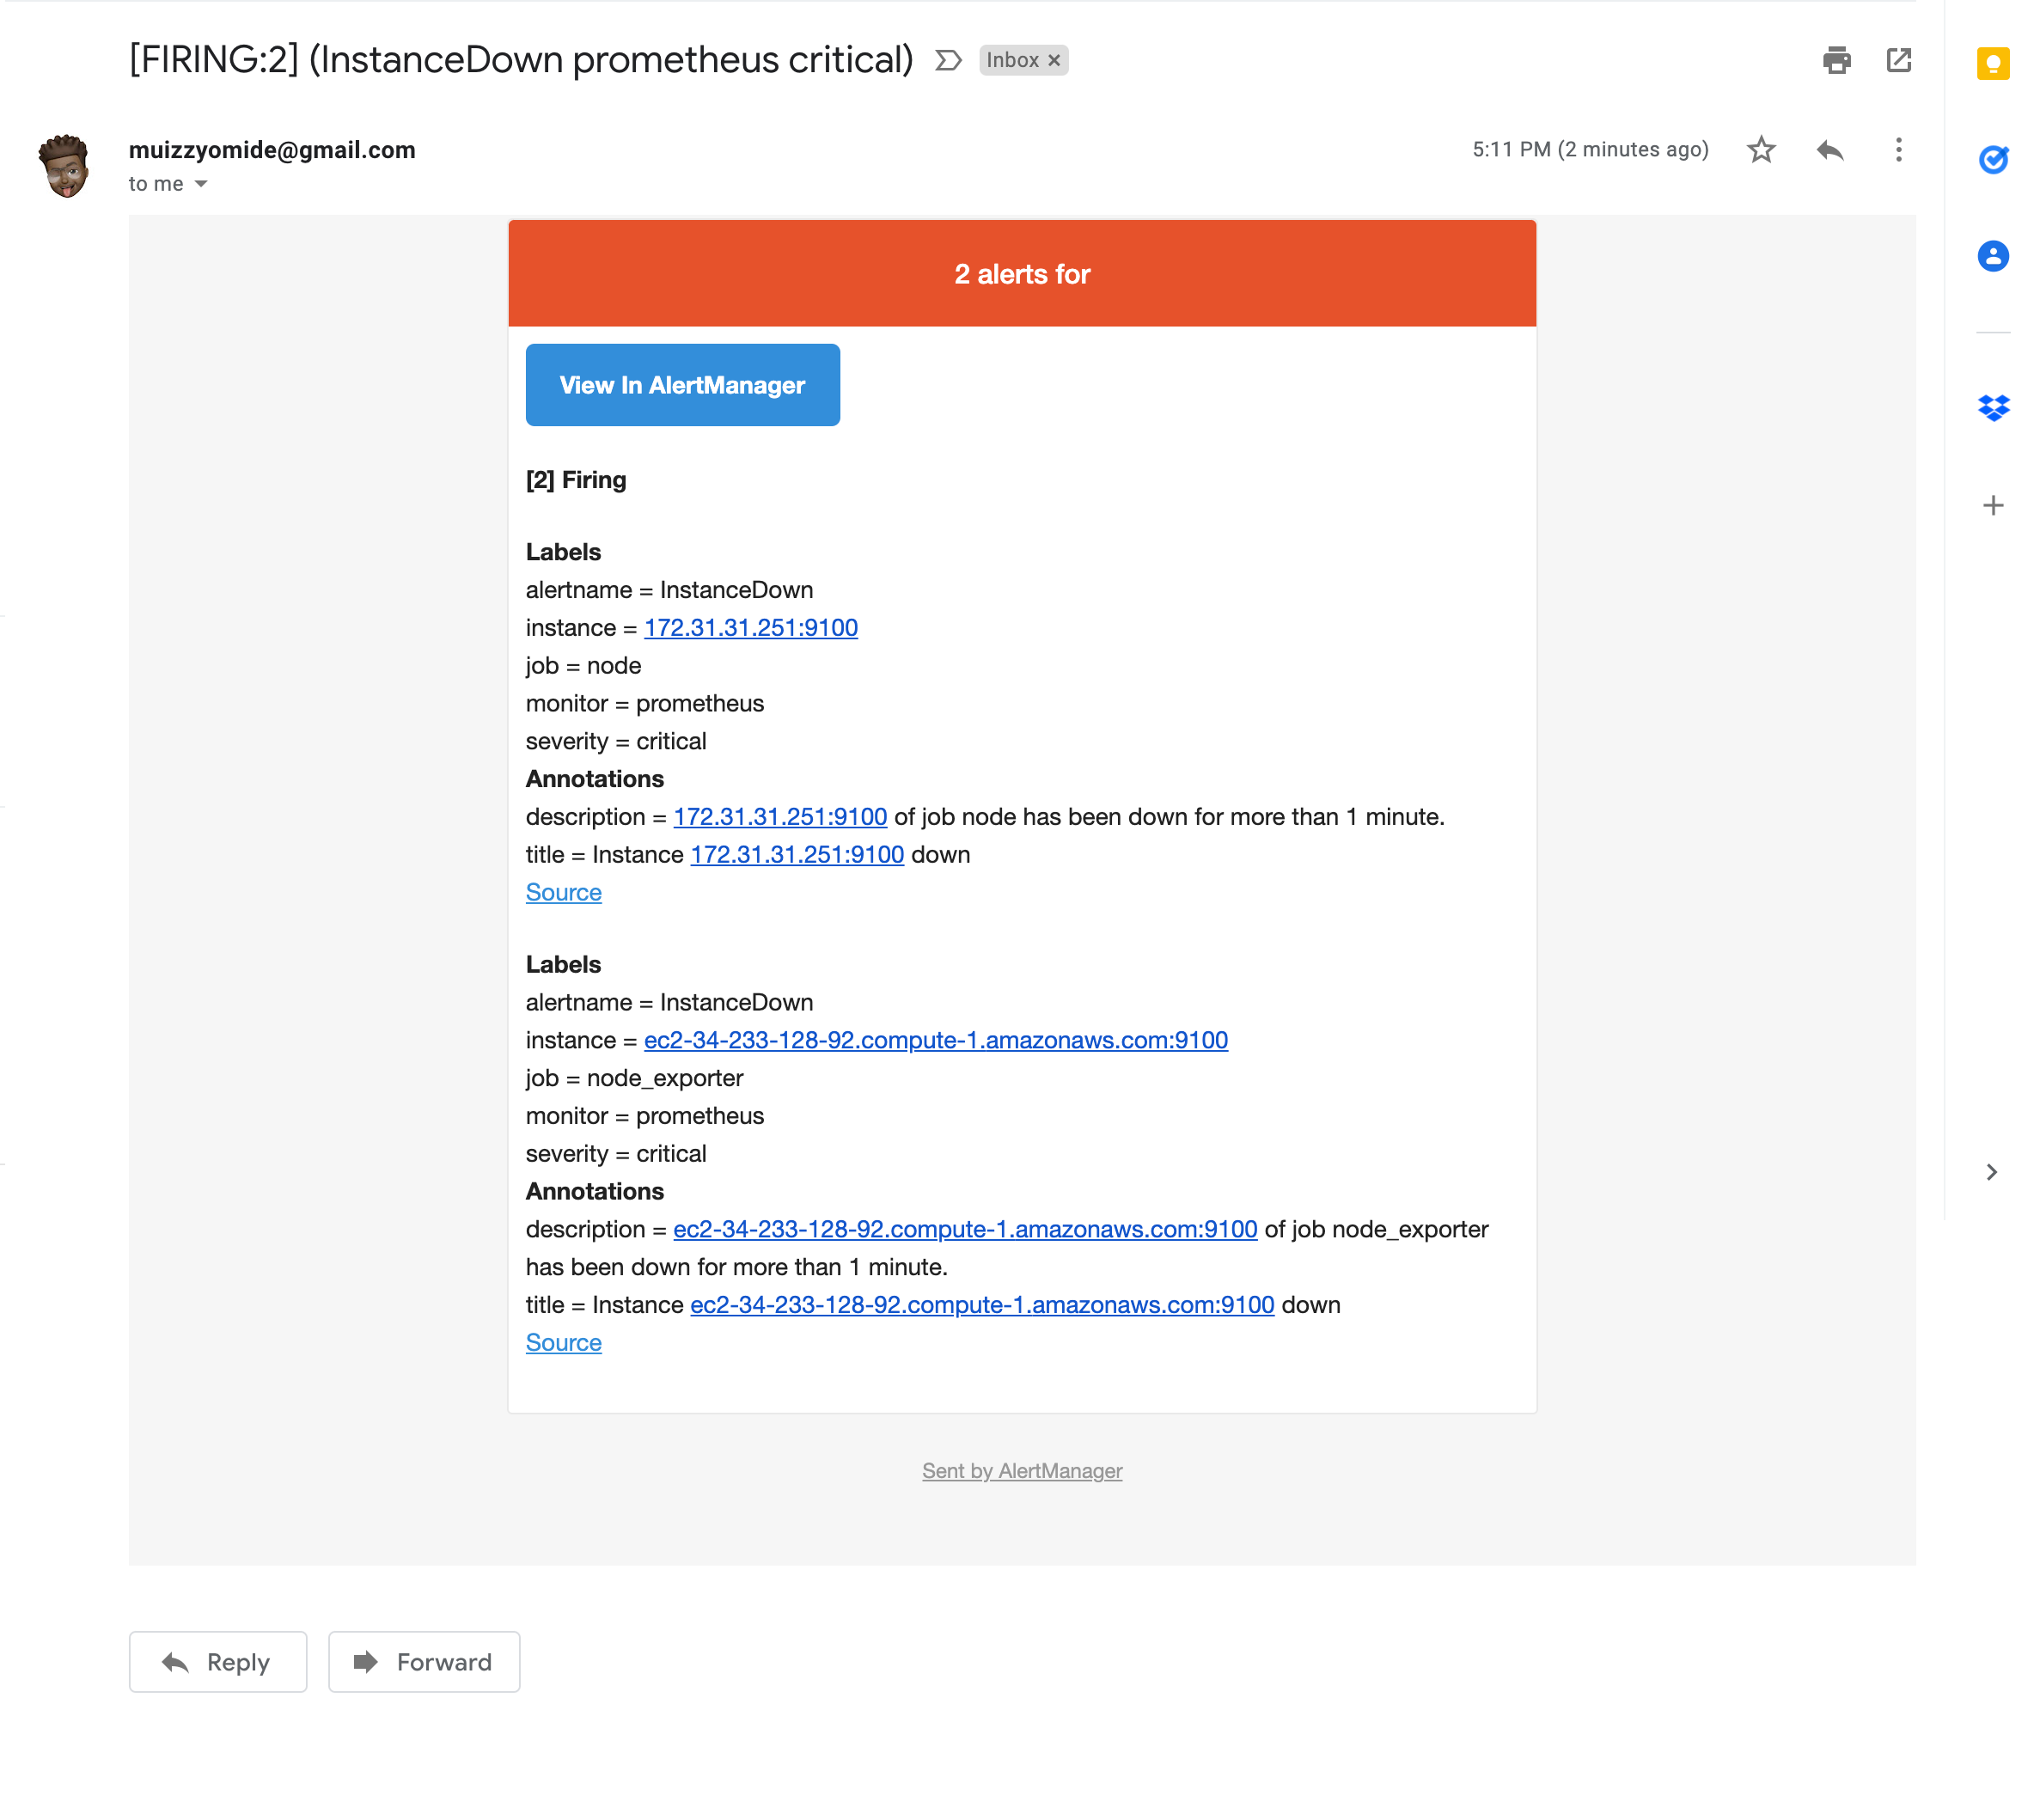 [FIRING:2] (InstanceDown prometheus critical) Inbox ×
muizzyomide@gmail.com 5:11 PM (2 minutes ago)
to me
2 alerts for
View In AlertManager
[2] Firing
Labels
alertname = InstanceDown
instance = 172.31.31.251:9100
job = node
monitor = prometheus
severity = critical
Annotations
description = 172.31.31.251:9100 of job node has been down for more than 1 minute.
title = Instance 172.31.31.251:9100 down
Source
Labels
alertname = InstanceDown
instance = ec2-34-233-128-92.compute-1.amazonaws.com:9100
job = node_exporter
monitor = prometheus
severity = critical
Annotations
description = ec2-34-233-128-92.compute-1.amazonaws.com:9100 of job node_exporter
has been down for more than 1 minute.
title = Instance ec2-34-233-128-92.compute-1.amazonaws.com:9100 down
Source
Sent by AlertManager
Reply Forward